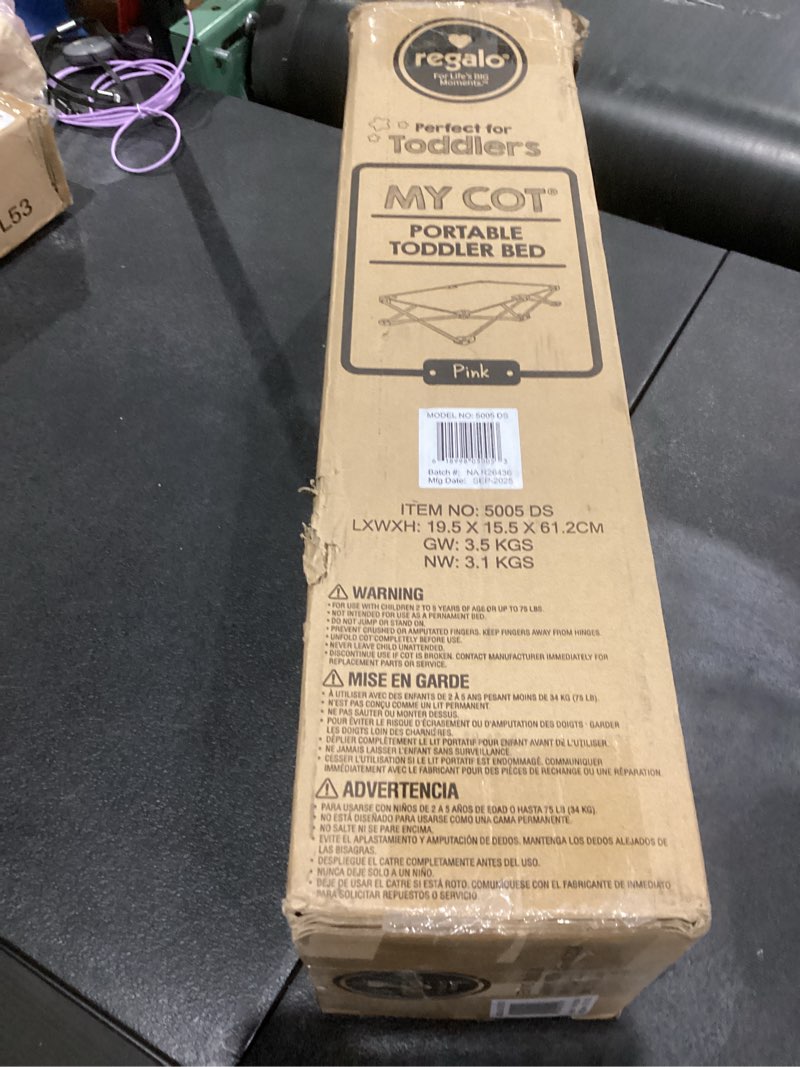 regalo®
For Life's BIG
Moments.™
Perfect for
Toddlers
MY COT®
PORTABLE
TODDLER BED
• Pink •
L53
MODEL NO: 5005 DS
Batch #: NA R26436
Mfg Date: SEP-2025
ITEM NO: 5005 DS
LXWXH: 19.5 X 15.5 X 61.2CM
GW: 3.5 KGS
NW: 3.1 KGS
WARNING
• FOR USE WITH CHILDREN 2 TO 5 YEARS OF AGE OR UP TO 75 LBS.
• NOT INTENDED FOR USE AS A PERNAMENT BED.
• DO NOT JUMP OR STAND ON.
• PREVENT CRUSHED OR AMPUTATED FINGERS. KEEP FINGERS AWAY FROM HINGES.
• UNFOLD COT COMPLETELY BEFORE USE.
• NEVER LEAVE CHILD UNATTENDED.
• DISCONTINUE USE IF COT IS BROKEN. CONTACT MANUFACTURER IMMEDIATELY FOR
REPLACEMENT PARTS OR SERVICE.
MISE EN GARDE
• À UTILISER AVEC DES ENFANTS DE 2 À 5 ANS PESANT MOINS DE 34 KG (75 LB).
• N'EST PAS CONÇU COMME UN LIT PERMANENT.
• NE PAS SAUTER OU MONTER DESSUS.
• POUR ÉVITER LE RISQUE D'ÉCRASEMENT OU D'AMPUTATION DES DOIGTS - GARDER
LES DOIGTS LOIN DES CHARNIÈRES.
• DÉPLIER COMPLÈTEMENT LE LIT PORTATIF POUR ENFANT AVANT DE L'UTILISER.
• NE JAMAIS LAISSER L'ENFANT SANS SURVEILLANCE.
• CESSER L'UTILISATION SI LE LIT PORTATIF EST ENDOMMAGÉ. COMMUNIQUER
IMMÉDIATEMENT AVEC LE FABRICANT POUR DES PIÈCES DE RECHANGE OU UNE RÉPARATION.
ADVERTENCIA
• PARA USARSE CON NIÑOS DE 2 A 5 AÑOS DE EDAD O HASTA 75 LB (34 KG).
• NO ESTÁ DISEÑADO PARA USARSE COMO UNA CAMA PERMANENTE.
• NO SALTE NI SE PARE ENCIMA.
• EVITE EL APLASTAMIENTO Y AMPUTACIÓN DE DEDOS. MANTENGA LOS DEDOS ALEJADOS DE
LAS BISAGRAS.
• DESPLIEGUE EL CATRE COMPLETAMENTE ANTES DEL USO.
• NUNCA DEJE SOLO A UN NIÑO.
• DEJE DE USAR EL CATRE SI ESTÁ ROTO. COMUNÍQUESE CON EL FABRICANTE DE INMEDIATO
PARA SOLICITAR REPUESTOS O SERVICIO.